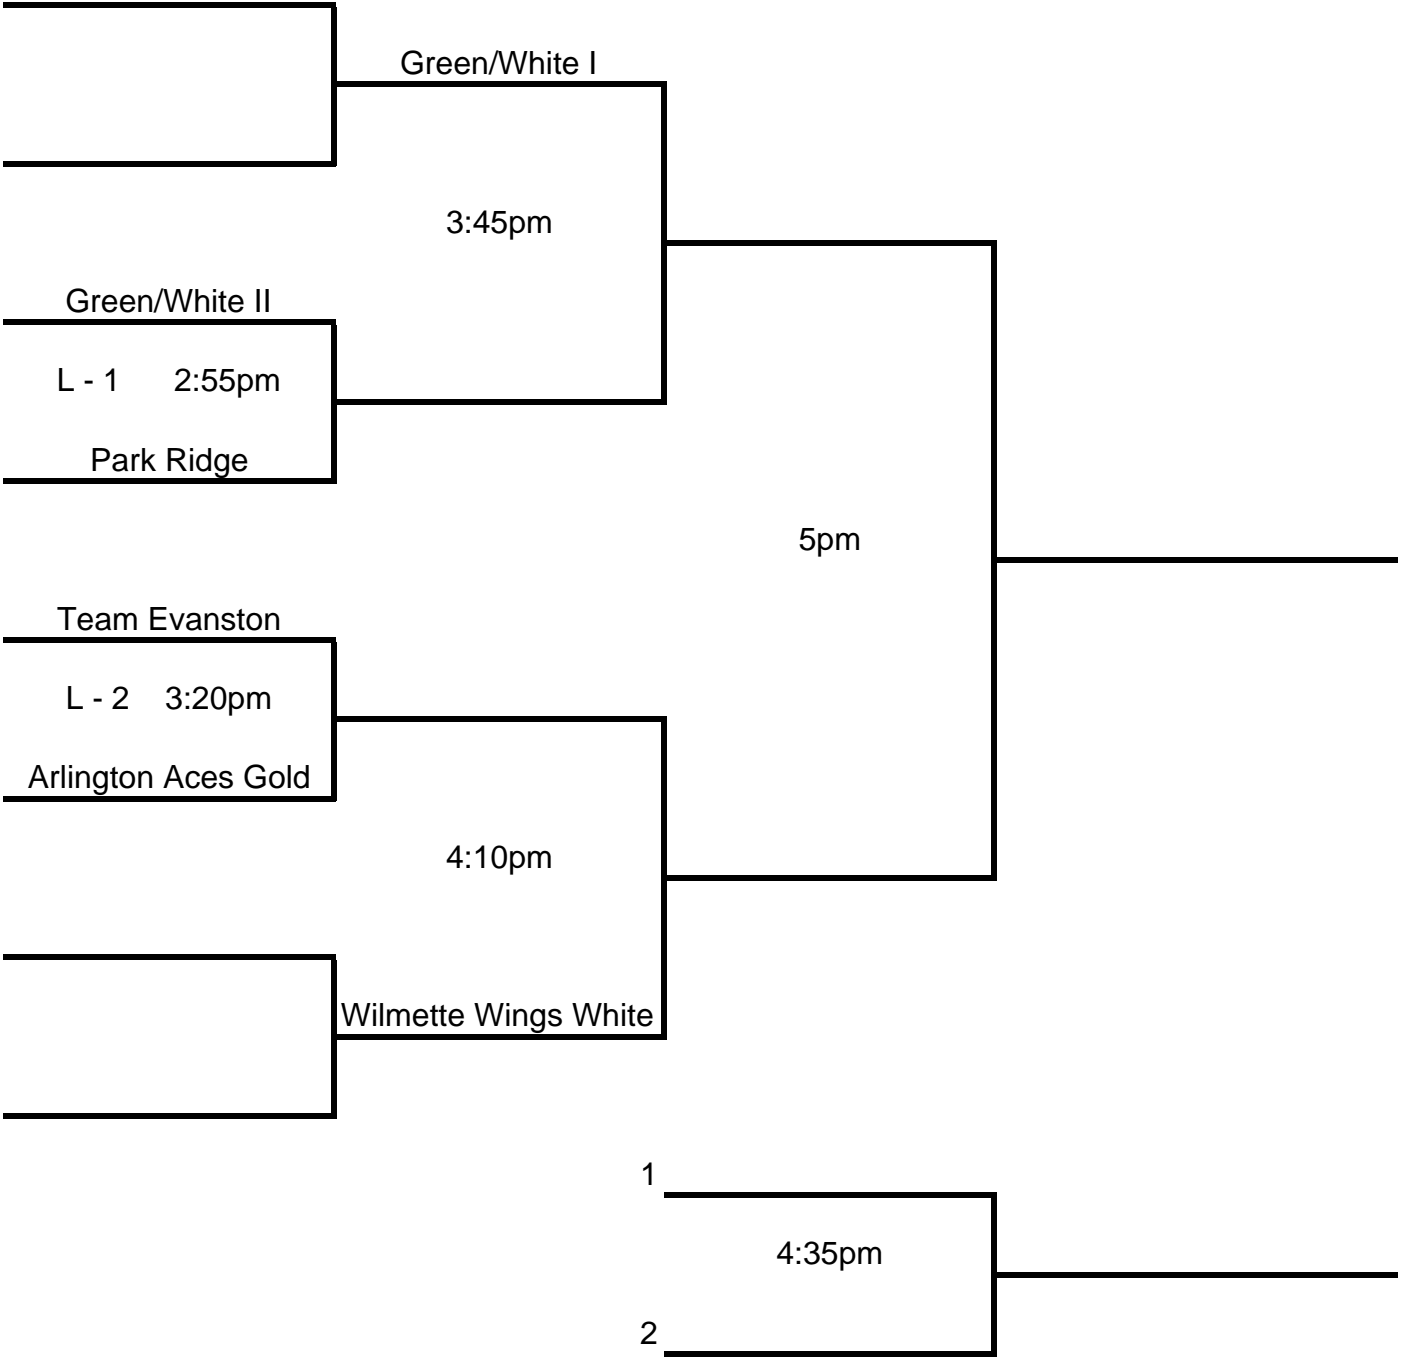 Green/White I
3:45pm
Green/White II
L - 1 2:55pm
Park Ridge
5pm
Team Evanston
L - 2 3:20pm
Arlington Aces Gold
4:10pm
Wilmette Wings White
1
4:35pm
2